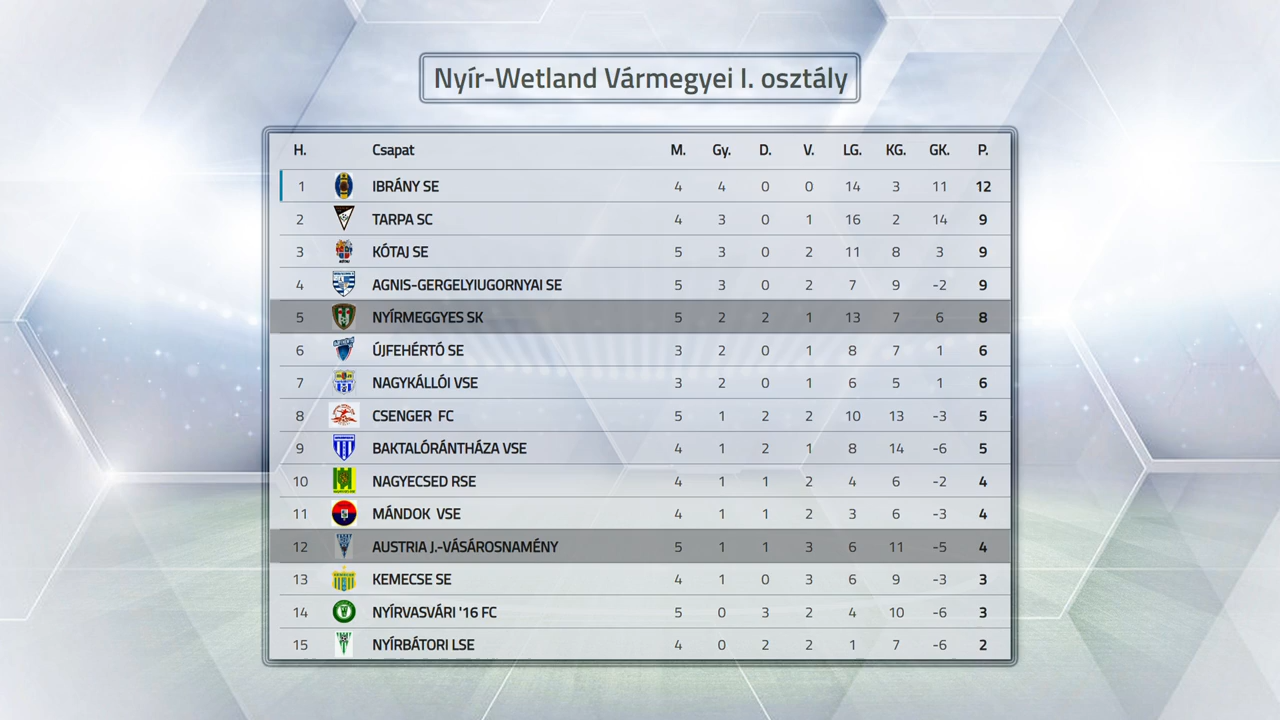 Nyír-Wetland Vármegyei I. osztály
H. Csapat M. Gy. D. V. LG. KG. GK. P.
1 IBRÁNY SE 4 4 0 0 14 3 11 12
2 TARPA SC 4 3 0 1 16 2 14 9
3 KÓTAJ SE 5 3 0 2 11 8 3 9
4 AGNIS-GERGELYIUGORNYAI SE 5 3 0 2 7 9 -2 9
5 NYÍRMEGGYES SK 5 2 2 1 13 7 6 8
6 ÚJFEHÉRTÓ SE 3 2 0 1 8 7 1 6
7 NAGYKÁLLÓI VSE 3 2 0 1 6 5 1 6
8 CSENGER FC 5 1 2 2 10 13 -3 5
9 BAKTALÓRÁNTHÁZA VSE 4 1 2 1 8 14 -6 5
10 NAGYECSED RSE 4 1 1 2 4 6 -2 4
11 MÁNDOK VSE 4 1 1 2 3 6 -3 4
12 AUSTRIA J.-VÁSÁROSNAMÉNY 5 1 1 3 6 11 -5 4
13 KEMECSE SE 4 1 0 3 6 9 -3 3
14 NYÍRVASVÁRI '16 FC 5 0 3 2 4 10 -6 3
15 NYÍRBÁTORI LSE 4 0 2 2 1 7 -6 2